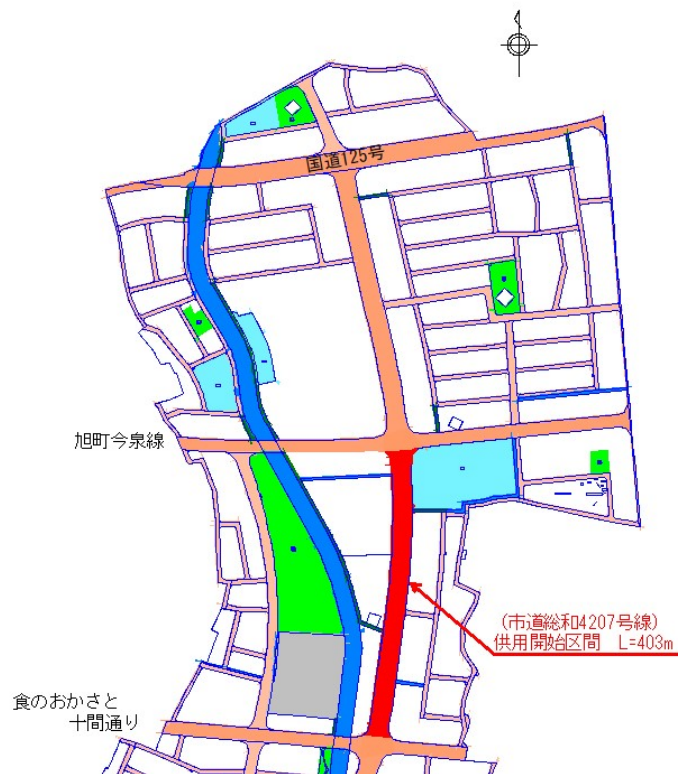 国道125号
旭町今泉線
(市道総和4207号線)
供用開始区間 L=403m
食のおかさと
十間通り